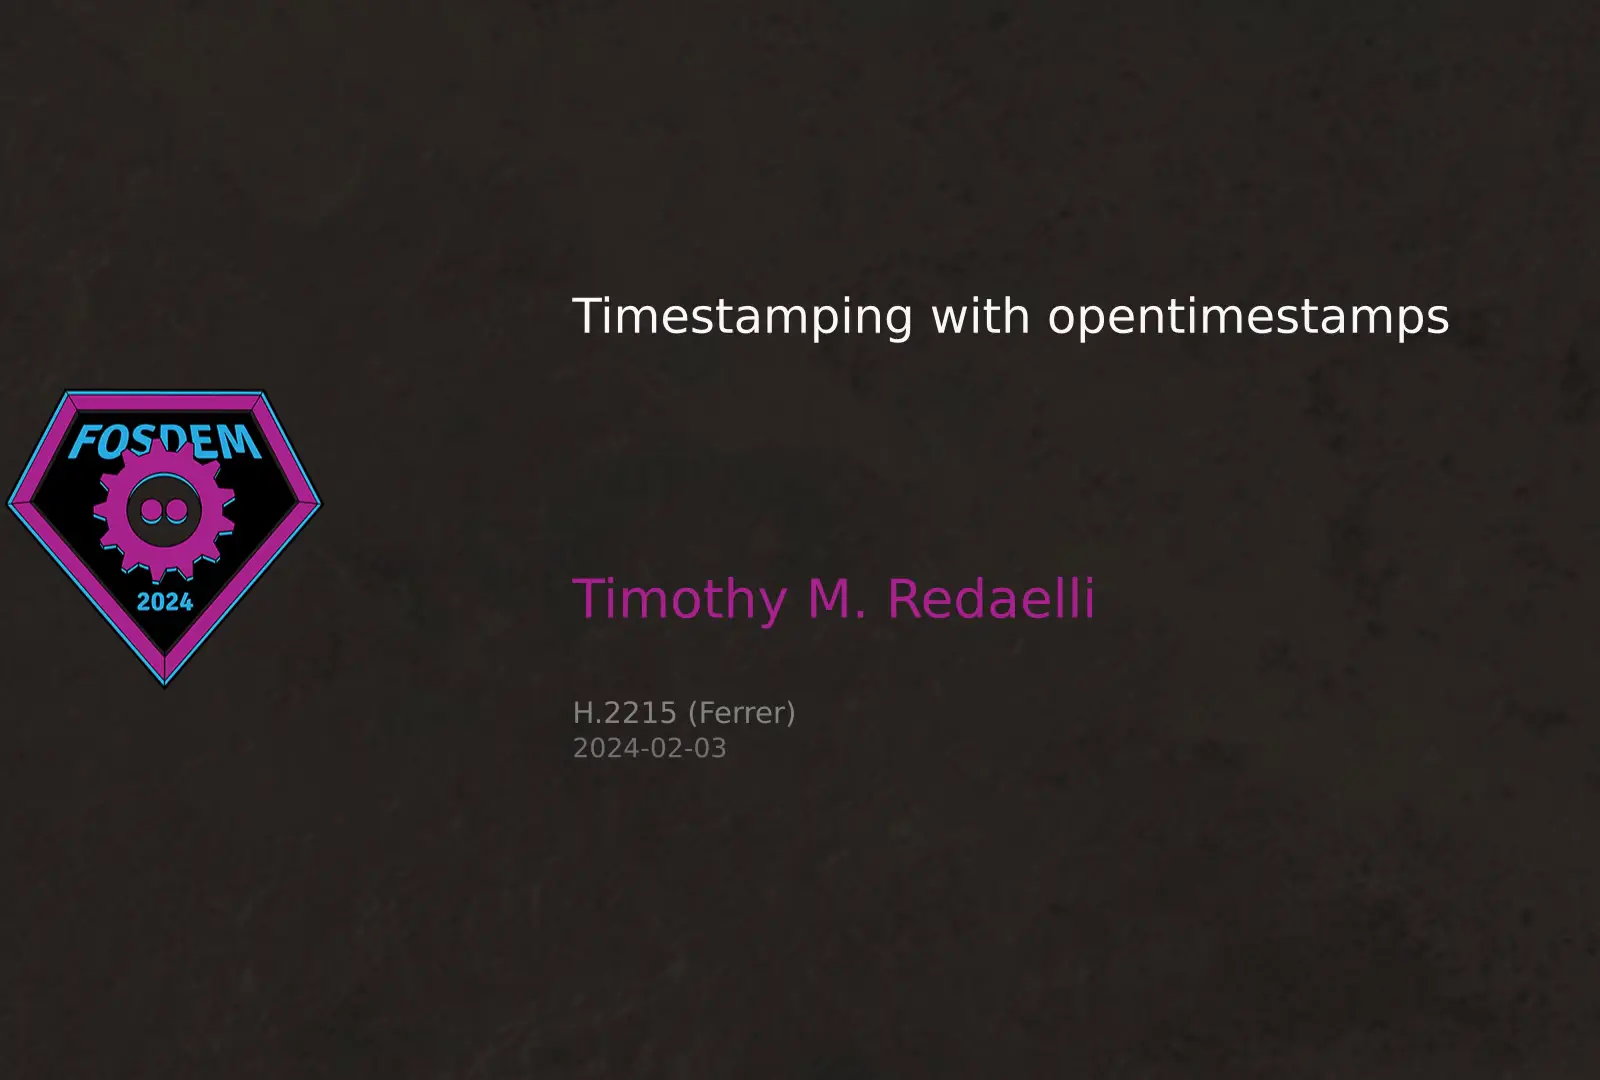 Timestamping with opentimestamps
FOSDEM
2024
Timothy M. Redaelli
H.2215 (Ferrer)
2024-02-03